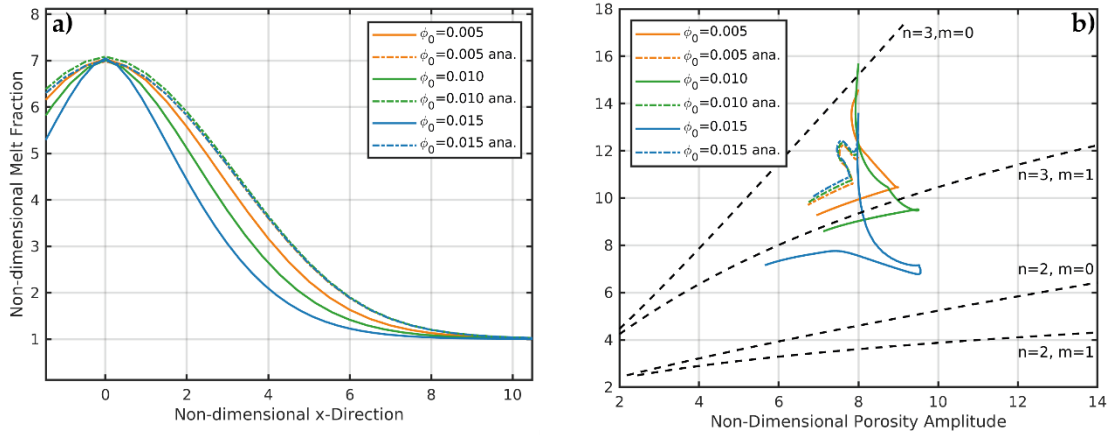 a)
ϕ₀=0.005
ϕ₀=0.005 ana.
ϕ₀=0.010
ϕ₀=0.010 ana.
ϕ₀=0.015
ϕ₀=0.015 ana.
Non-dimensional Melt Fraction
7
6
5
4
3
2
1
0 2 4 6 8 10
Non-dimensional x-Direction
b)
ϕ₀=0.005
ϕ₀=0.005 ana.
ϕ₀=0.010
ϕ₀=0.010 ana.
ϕ₀=0.015
ϕ₀=0.015 ana.
n=3,m=0
n=3, m=1
n=2, m=0
n=2, m=1
18
16
14
12
10
8
6
4
2
2 4 6 8 10 12 14
Non-Dimensional Porosity Amplitude